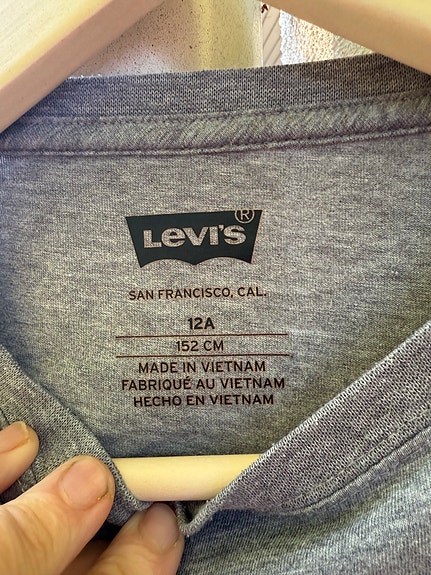 Levi's ®
SAN FRANCISCO, CAL.
12A
152 CM
MADE IN VIETNAM
FABRIQUÉ AU VIETNAM
HECHO EN VIETNAM